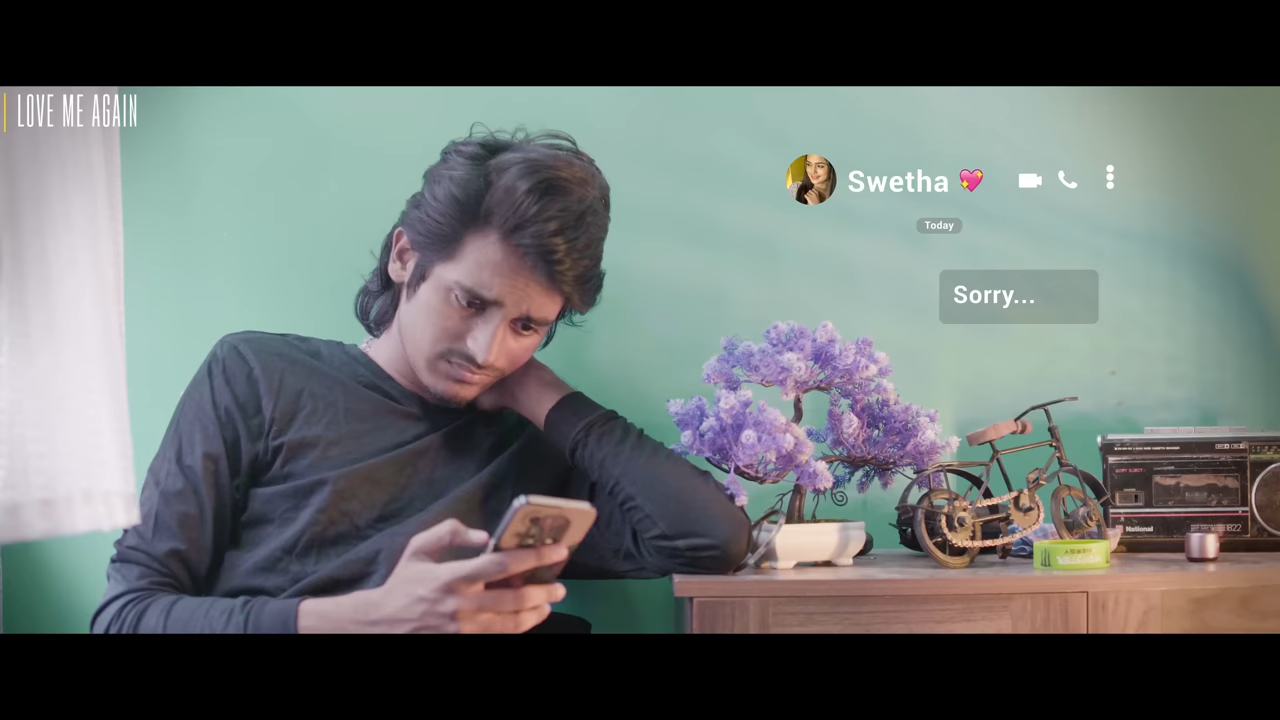 LOVE ME AGAIN
Swetha 💖
Today
Sorry...
National